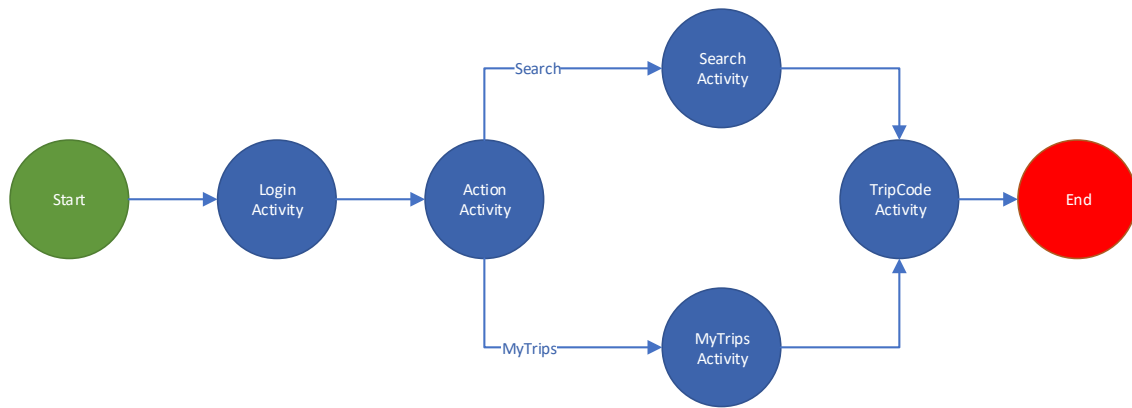 Search
Search
Activity
Start
Login
Activity
Action
Activity
TripCode
Activity
End
MyTrips
MyTrips
Activity